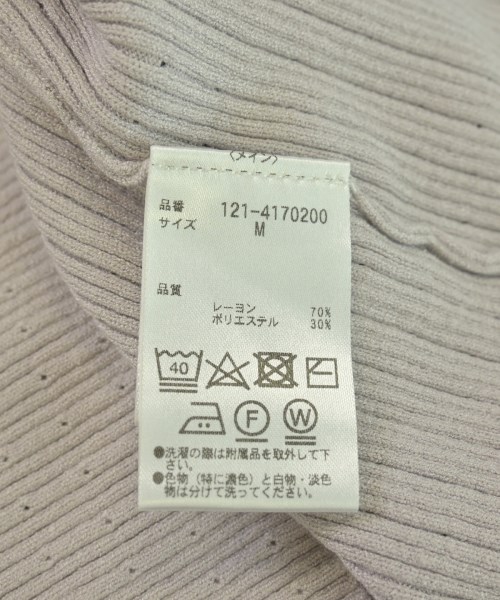 〈メイン〉
品番 121-4170200
サイズ M
品質
レーヨン 70%
ポリエステル 30%
40
F W
●洗濯の際は附属品を取外して下
さい。
●色物（特に濃色）と白物・淡色
物は分けて洗ってください。